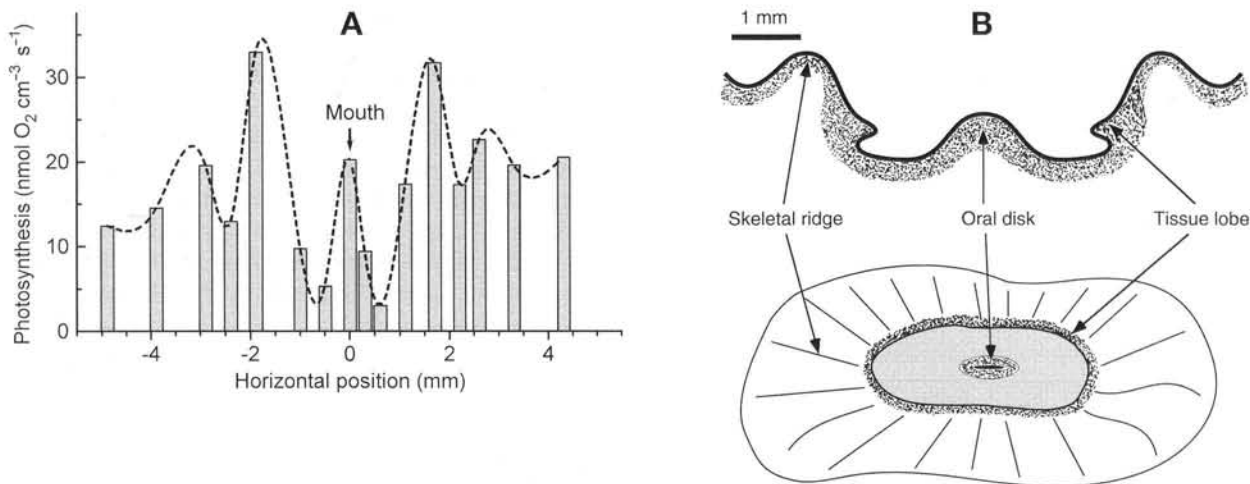 A
Photosynthesis (nmol O₂ cm⁻³ s⁻¹)
30
20
10
0
Mouth
-4
-2
0
2
4
Horizontal position (mm)
B
1 mm
Skeletal ridge
Oral disk
Tissue lobe